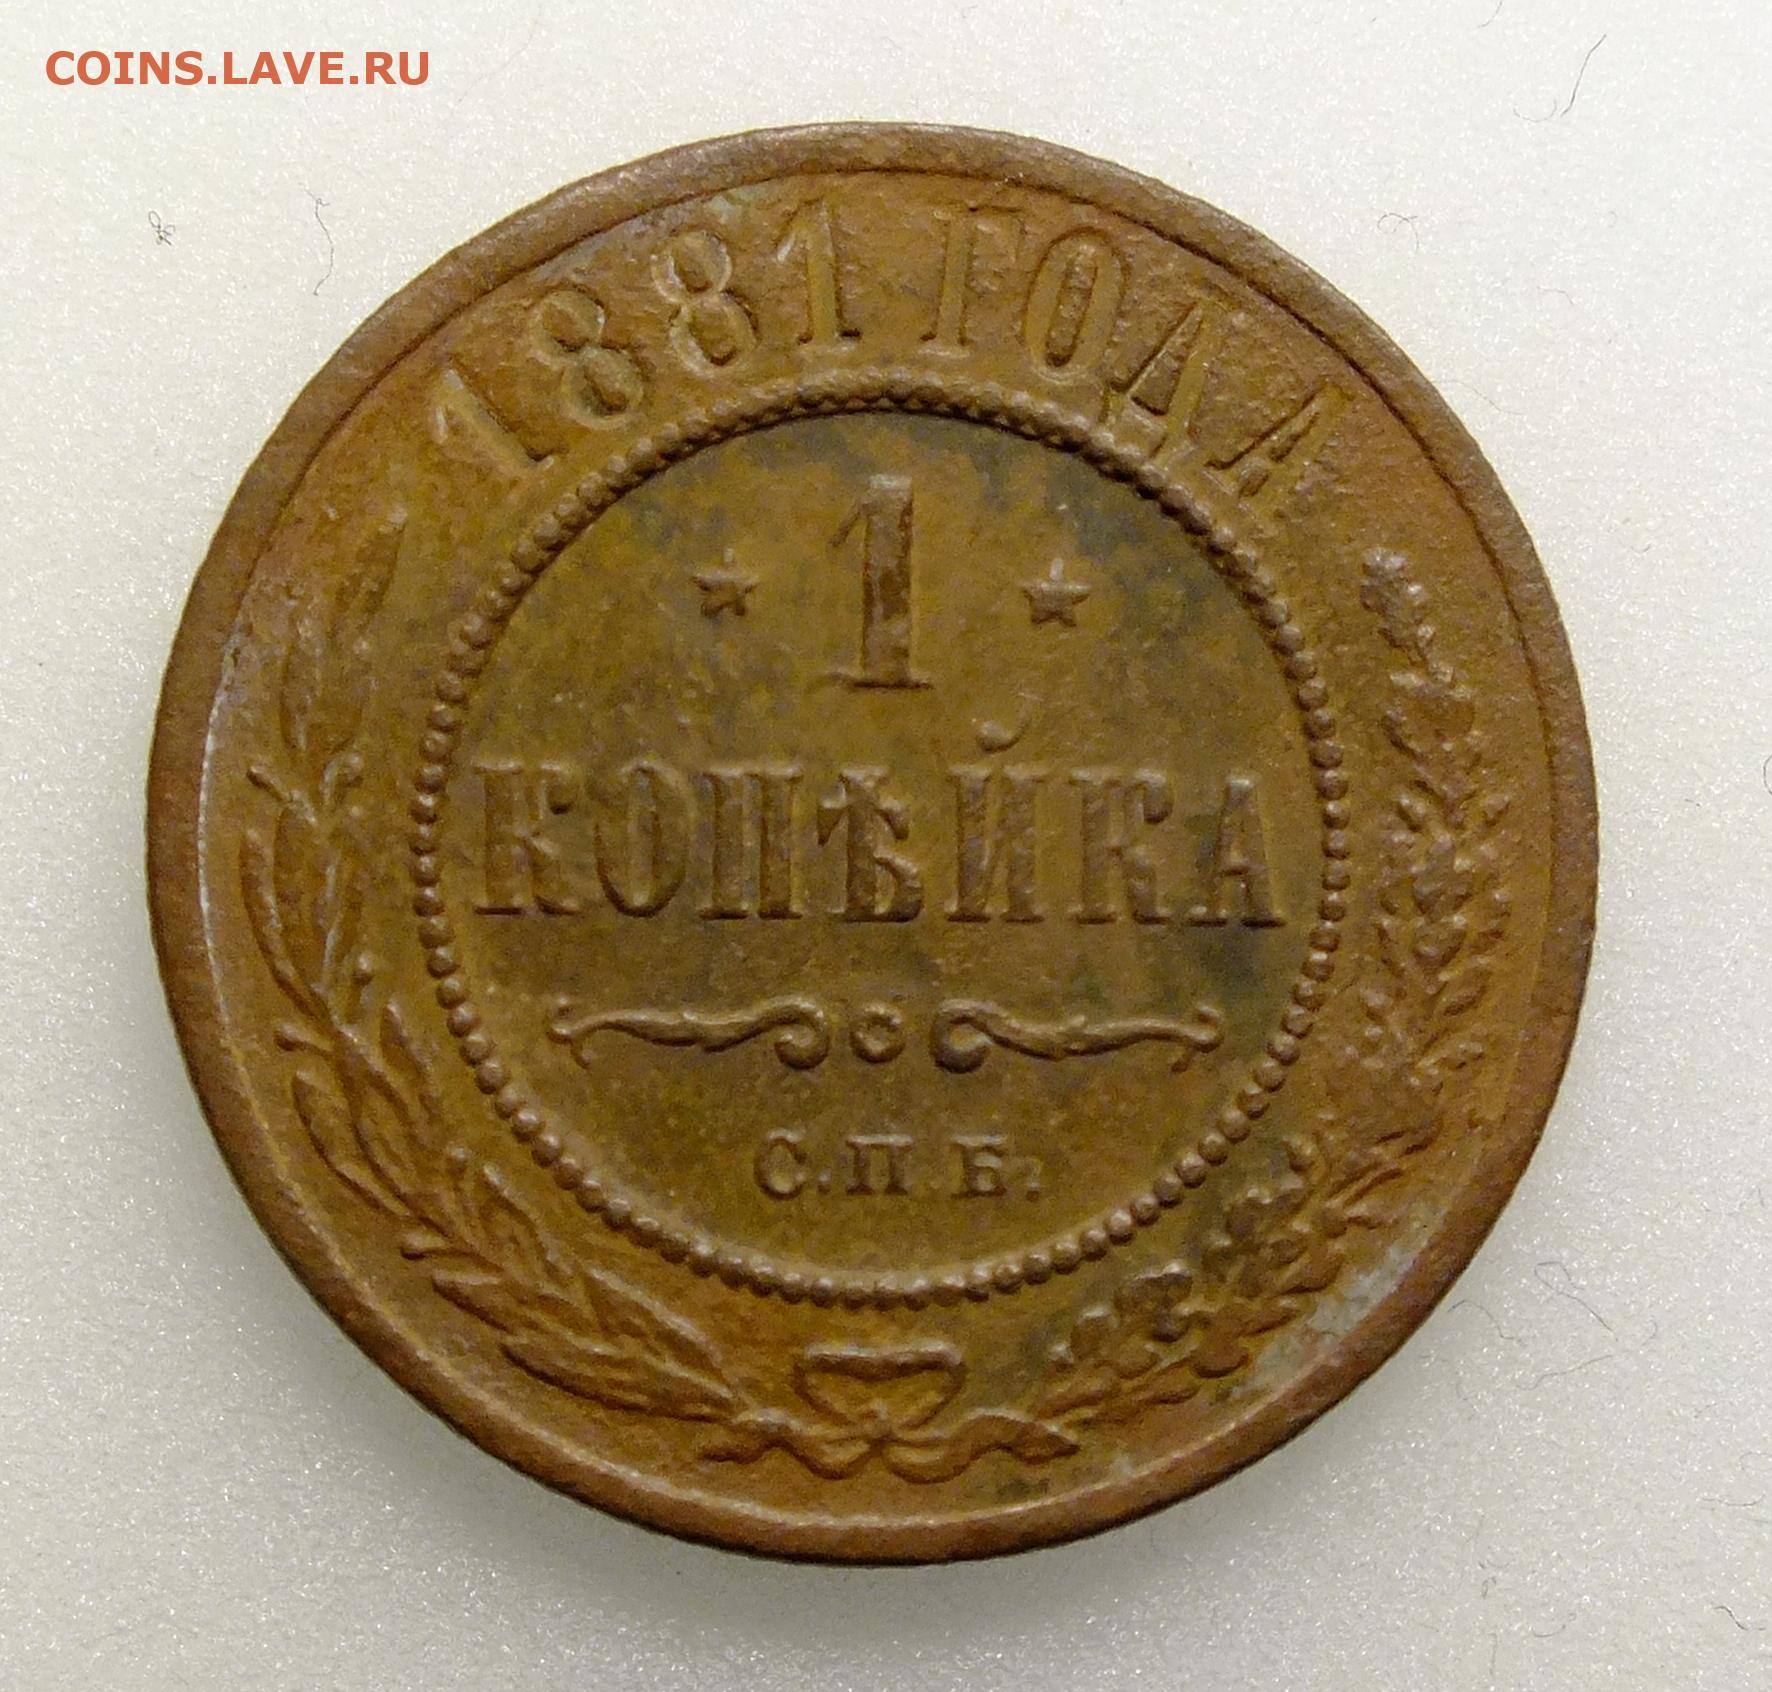 COINS.LAVE.RU
1881 ГОДА
1
КОПѢЙКА
С.П.Б.